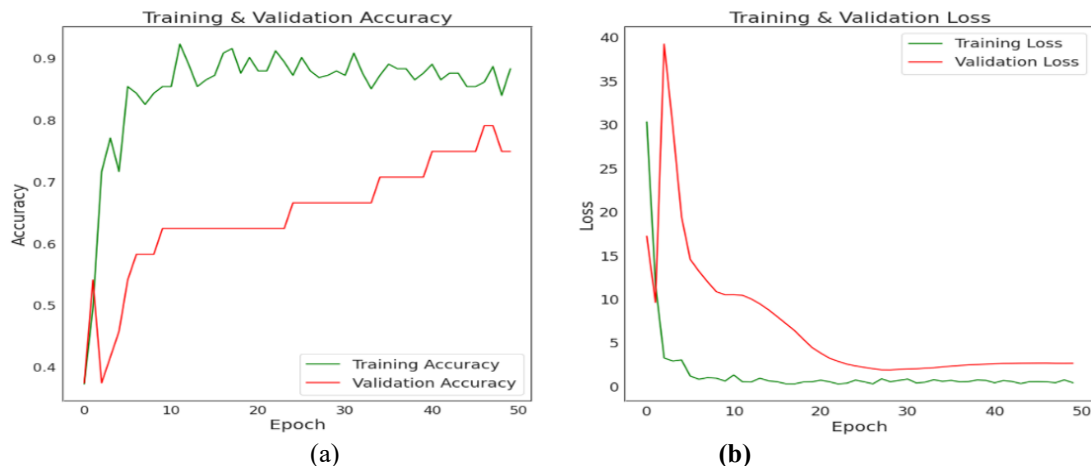 Training & Validation Accuracy
0.9
0.8
0.7
0.6
0.5
0.4
Accuracy
Training Accuracy
Validation Accuracy
0 10 20 30 40 50
Epoch
(a)
Training & Validation Loss
Training Loss
Validation Loss
40
35
30
25
20
15
10
5
0
Loss
0 10 20 30 40 50
Epoch
(b)